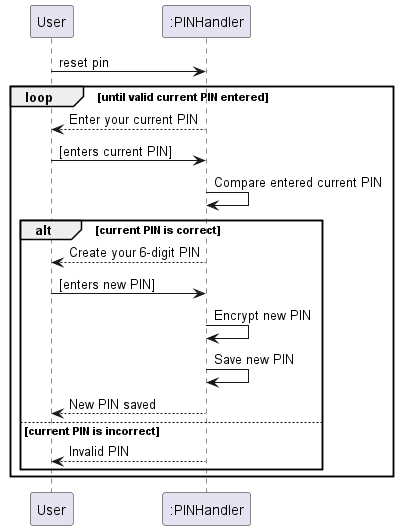 User :PINHandler
reset pin
loop [until valid current PIN entered]
Enter your current PIN
[enters current PIN]
Compare entered current PIN
alt [current PIN is correct]
Create your 6-digit PIN
[enters new PIN]
Encrypt new PIN
Save new PIN
New PIN saved
[current PIN is incorrect]
Invalid PIN
User :PINHandler